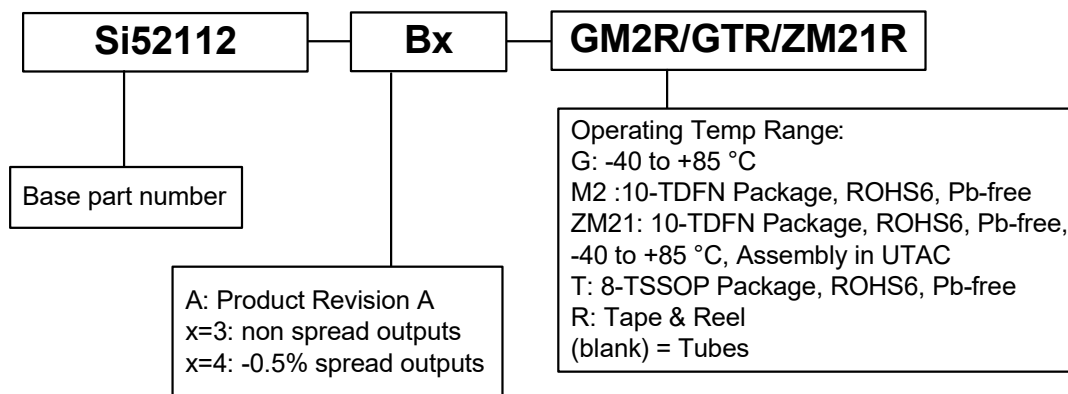 Si52112 Bx GM2R/GTR/ZM21R
Base part number
A: Product Revision A
x=3: non spread outputs
x=4: -0.5% spread outputs
Operating Temp Range:
G: -40 to +85 °C
M2 :10-TDFN Package, ROHS6, Pb-free
ZM21: 10-TDFN Package, ROHS6, Pb-free,
-40 to +85 °C, Assembly in UTAC
T: 8-TSSOP Package, ROHS6, Pb-free
R: Tape & Reel
(blank) = Tubes